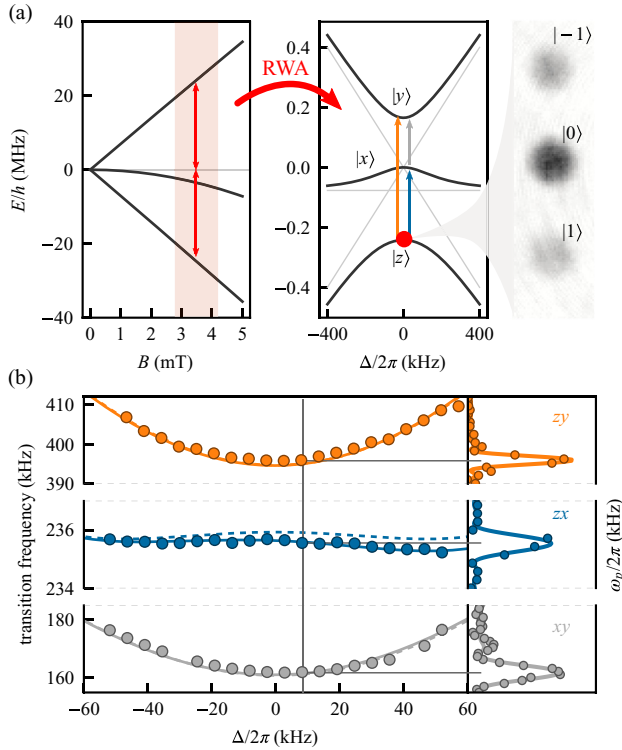 (a)
E/h (MHz)
40
20
0
−20
−40
0 1 2 3 4 5
B (mT)
RWA
0.4
0.2
0.0
−0.2
−0.4
|y⟩
|x⟩
|z⟩
−400 0 400
Δ/2π (kHz)
|−1⟩
|0⟩
|1⟩
(b)
transition frequency (kHz)
410
400
390
zy
236
234
zx
180
160
xy
−60 −40 −20 0 20 40 60
Δ/2π (kHz)
ωₚ/2π (kHz)